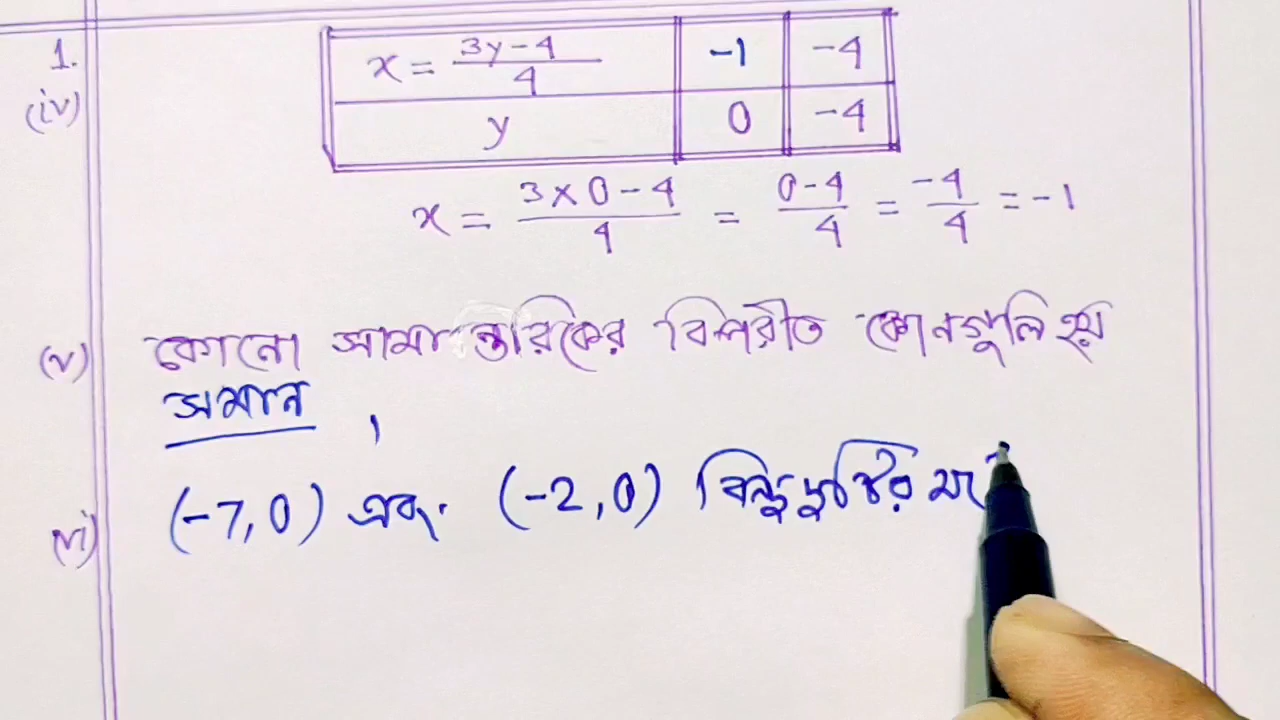 1.
(iv)
x = (3y-4)/4 | -1 | -4
y | 0 | -4
x = (3×0-4)/4 = (0-4)/4 = -4/4 = -1
(v) কোনো সামান্তরিকের বিপরীত কোনগুলি হয়
সমান ,
(vi) (-7,0) এবং (-2,0) বিন্দু দুটির